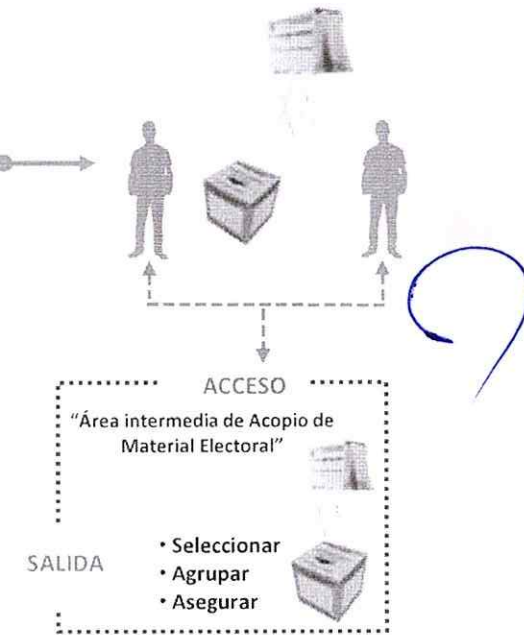 ACCESO
“Área intermedia de Acopio de
Material Electoral”
SALIDA
• Seleccionar
• Agrupar
• Asegurar